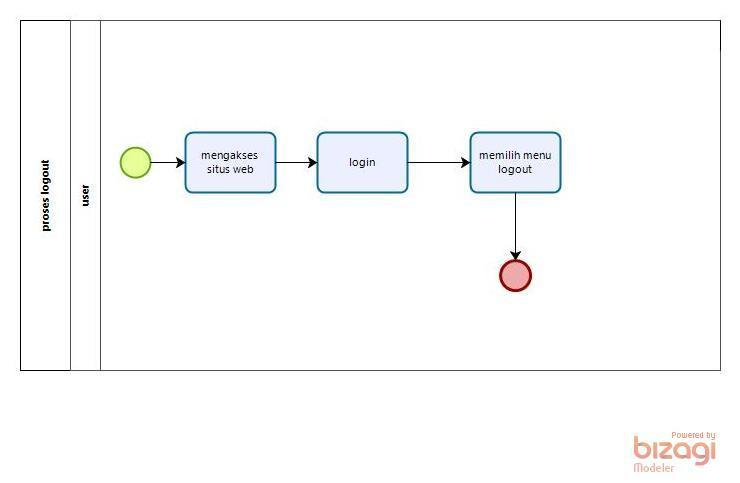 proses logout
user
mengakses
situs web
login
memilih menu
logout
Powered by
bizagi
Modeler